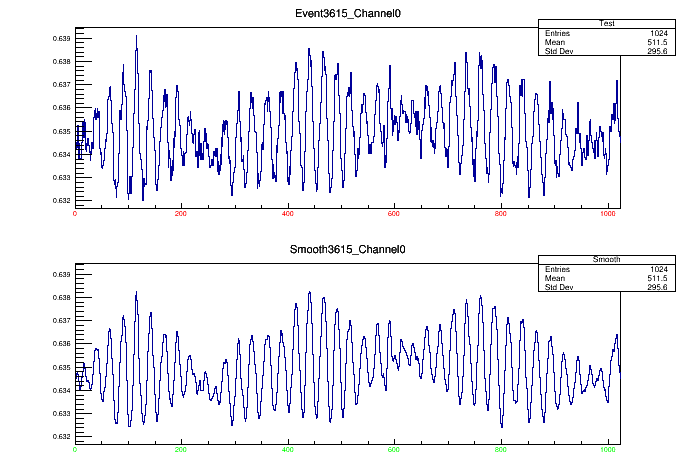 Event3615_Channel0
Test
Entries 1024
Mean 511.5
Std Dev 295.6
0.639
0.638
0.637
0.636
0.635
0.634
0.633
0.632
0 200 400 600 800 1000
Smooth3615_Channel0
Smooth
Entries 1024
Mean 511.5
Std Dev 295.6
0.639
0.638
0.637
0.636
0.635
0.634
0.633
0.632
0 200 400 600 800 1000